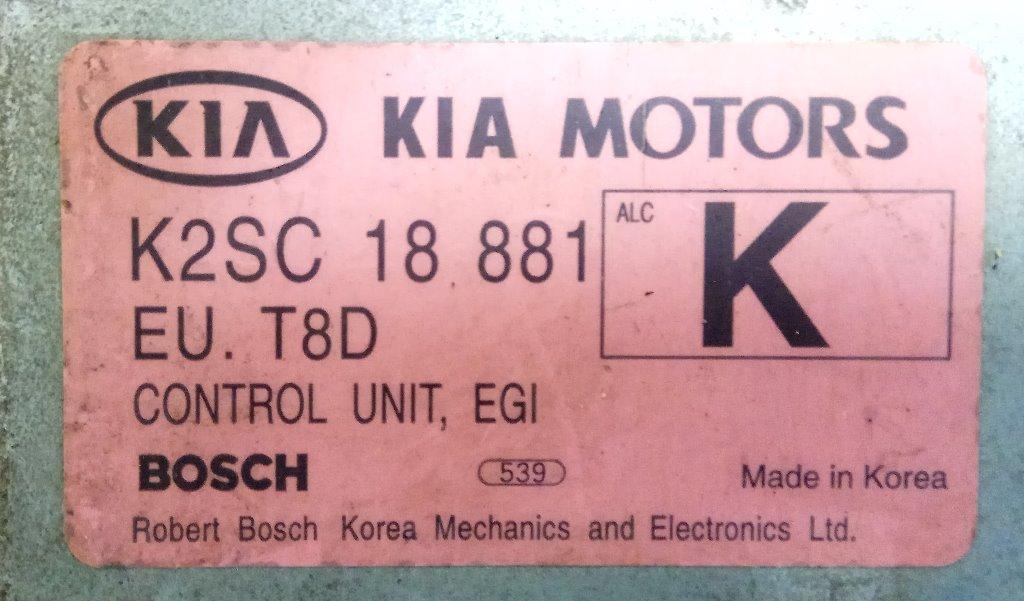 KIA KIA MOTORS
K2SC 18 881
ALC K
EU. T8D
CONTROL UNIT, EGI
BOSCH 539 Made in Korea
Robert Bosch Korea Mechanics and Electronics Ltd.